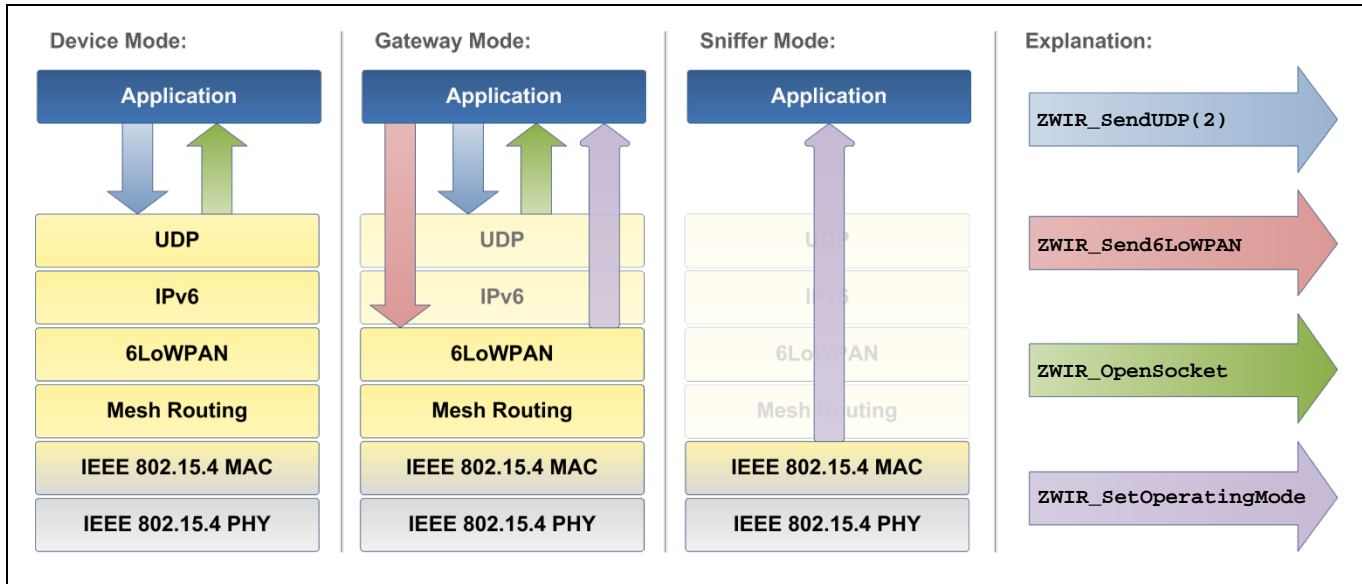 Device Mode:
Application
UDP
IPv6
6LoWPAN
Mesh Routing
IEEE 802.15.4 MAC
IEEE 802.15.4 PHY
Gateway Mode:
Application
UDP
IPv6
6LoWPAN
Mesh Routing
IEEE 802.15.4 MAC
IEEE 802.15.4 PHY
Sniffer Mode:
Application
UDP
IPv6
6LoWPAN
Mesh Routing
IEEE 802.15.4 MAC
IEEE 802.15.4 PHY
Explanation:
ZWIR_SendUDP(2)
ZWIR_Send6LoWPAN
ZWIR_OpenSocket
ZWIR_SetOperatingMode